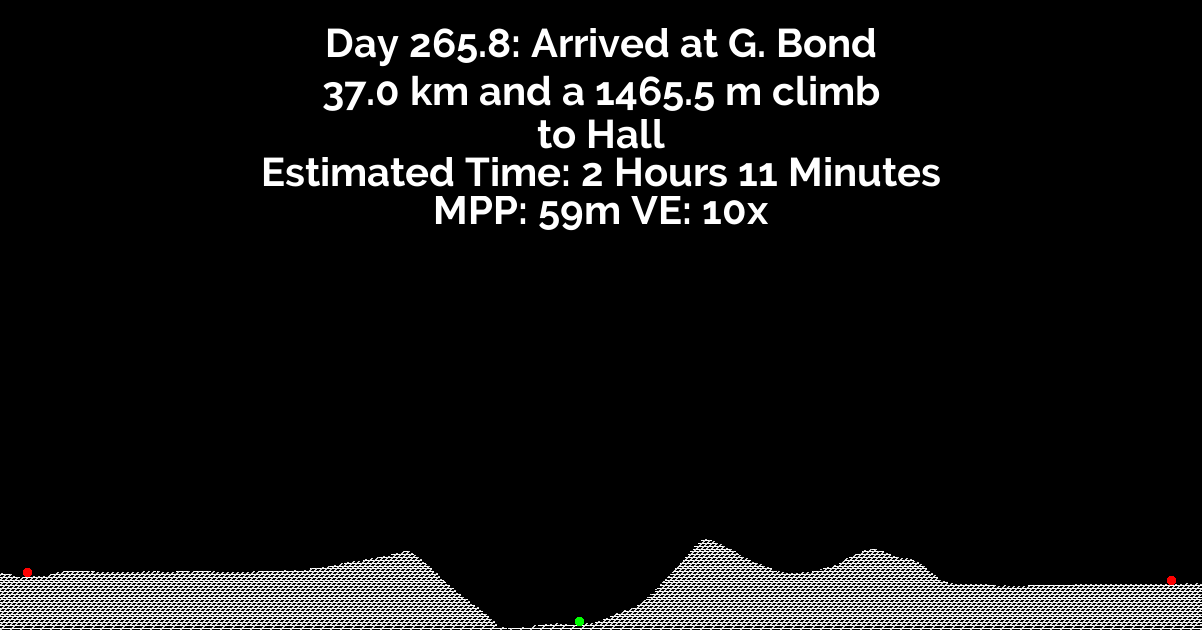 Day 265.8: Arrived at G. Bond
37.0 km and a 1465.5 m climb
to Hall
Estimated Time: 2 Hours 11 Minutes
MPP: 59m VE: 10x